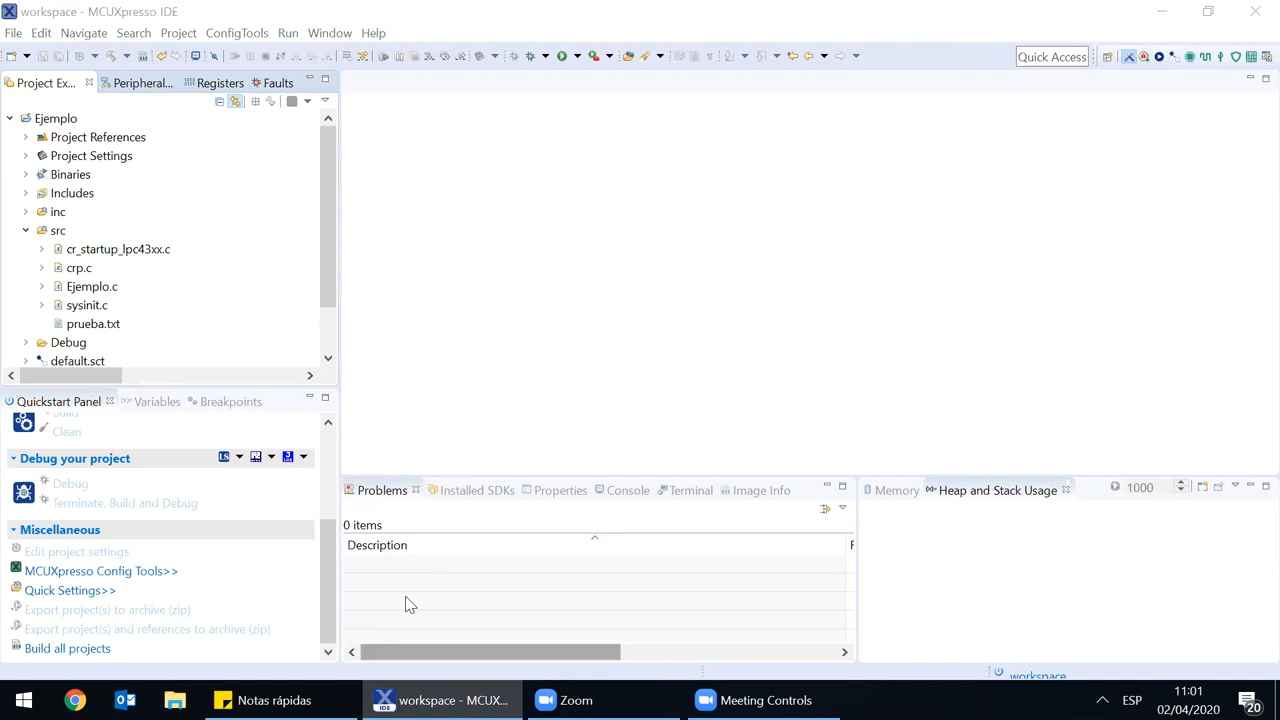 workspace - MCUXpresso IDE
File Edit Navigate Search Project ConfigTools Run Window Help
Quick Access
Project Ex... Peripheral... Registers Faults
Ejemplo
Project References
Project Settings
Binaries
Includes
inc
src
cr_startup_lpc43xx.c
crp.c
Ejemplo.c
sysinit.c
prueba.txt
Debug
default.sct
Quickstart Panel Variables Breakpoints
Build
Clean
Debug your project
Debug
Terminate, Build and Debug
Miscellaneous
Edit project settings
MCUXpresso Config Tools>>
Quick Settings>>
Export project(s) to archive (zip)
Export project(s) and references to archive (zip)
Build all projects
Problems Installed SDKs Properties Console Terminal Image Info
0 items
Description
F
Memory Heap and Stack Usage 1000
workspace
Notas rápidas
IDE
workspace - MCUX...
Zoom
Meeting Controls
ESP
11:01
02/04/2020
20